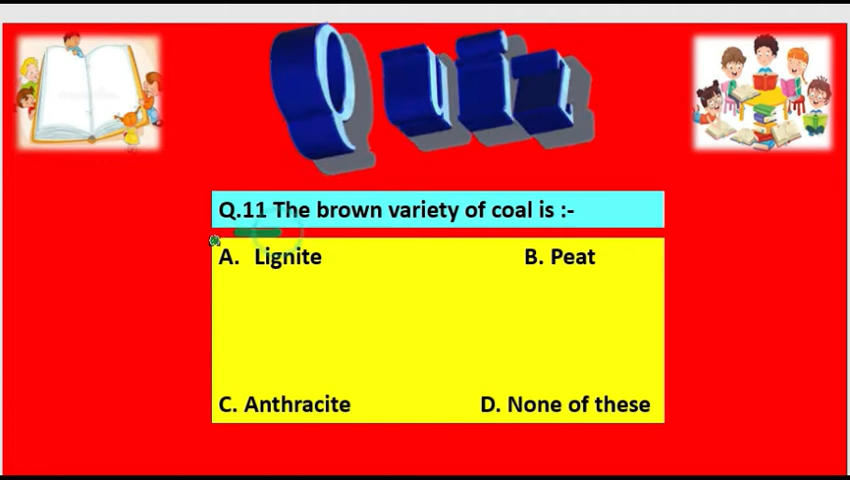 Quiz
Q.11 The brown variety of coal is :-
A. Lignite B. Peat
C. Anthracite D. None of these